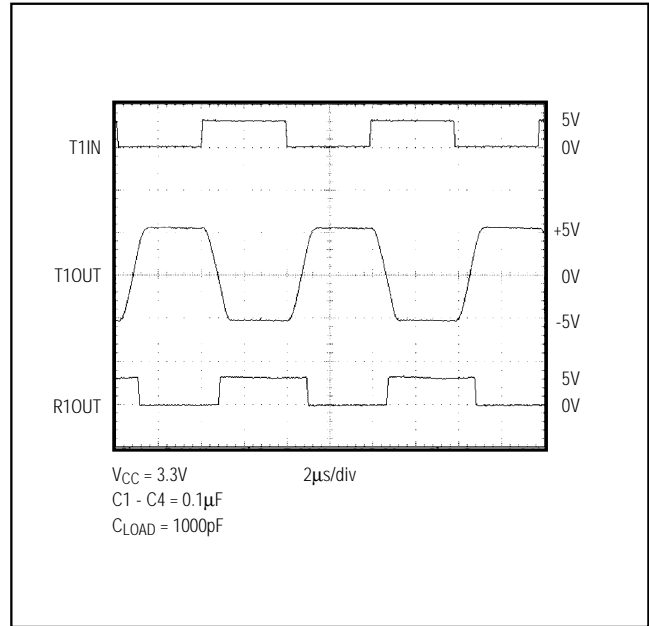 T1IN 5V
0V
T1OUT +5V
0V
-5V
R1OUT 5V
0V
VCC = 3.3V 2μs/div
C1 - C4 = 0.1μF
CLOAD = 1000pF